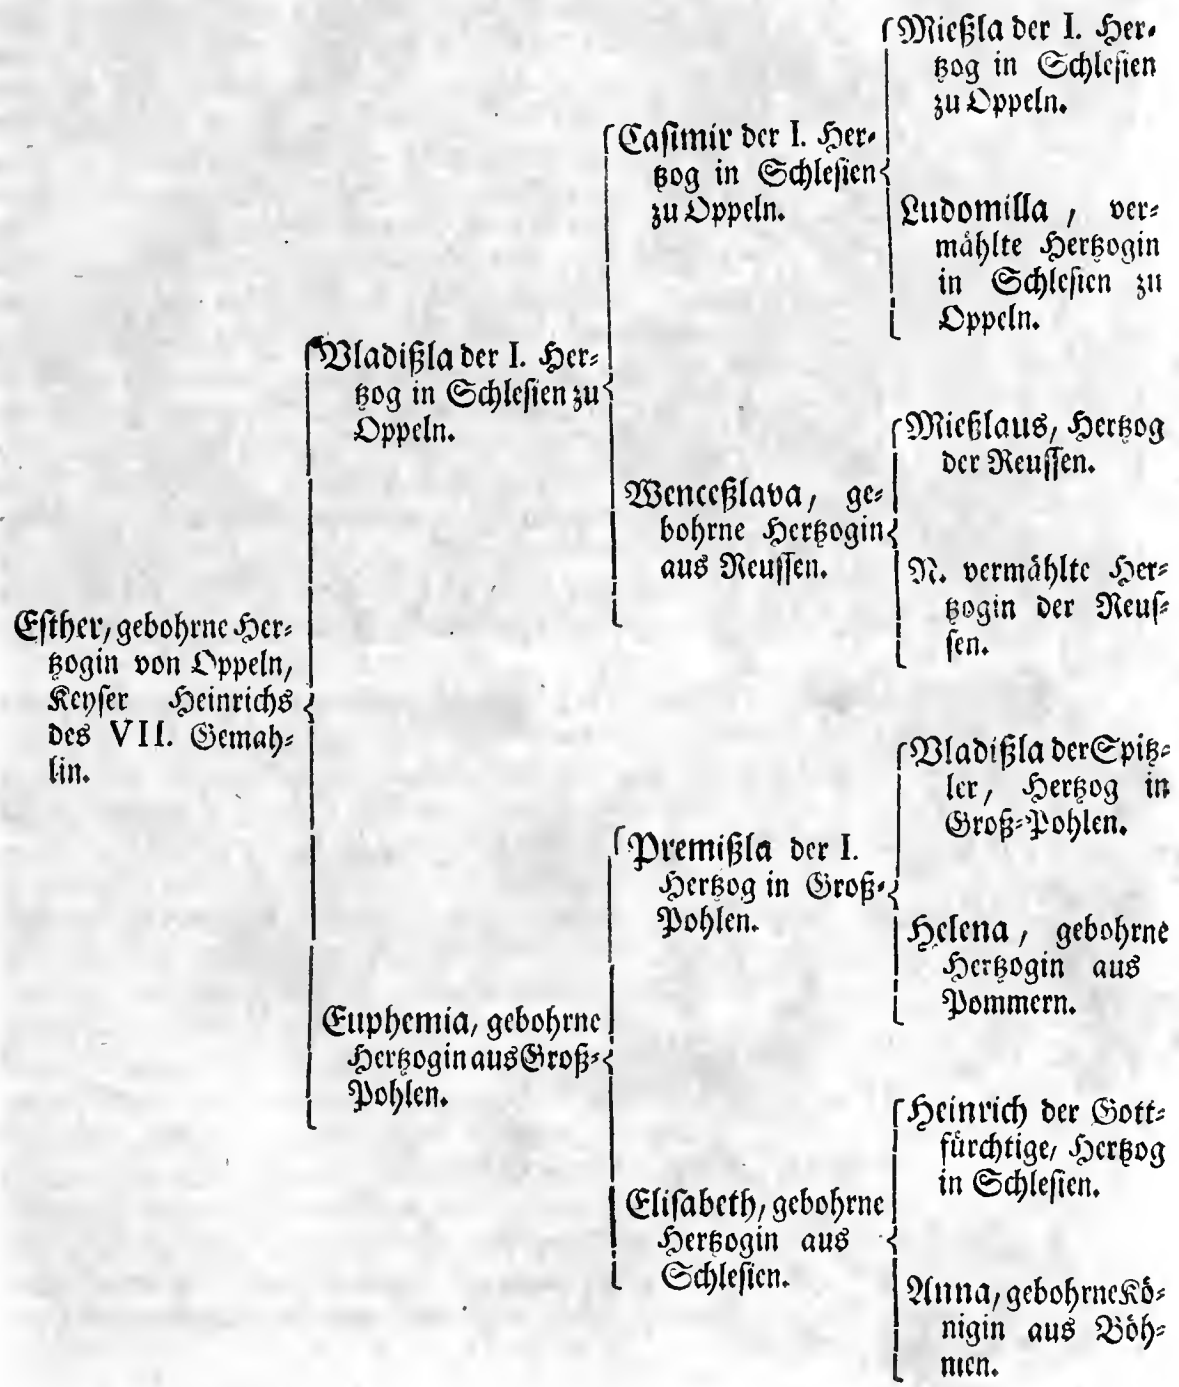 Mießla der I. Her-
tzog in Schlesien
zu Oppeln.
Casimir der I. Her-
tzog in Schlesien
zu Oppeln.
Ludomilla, ver-
mählte Hertzogin
in Schlesien zu
Oppeln.
Vladißla der I. Her-
tzog in Schlesien zu
Oppeln.
Mießlaus, Hertzog
der Reussen.
Wenceßlava, ge-
bohrne Hertzogin
aus Reussen.
N. vermählte Her-
tzogin der Reus-
sen.
Esther, gebohrne Her-
tzogin von Oppeln,
Keyser Heinrichs
des VII. Gemah-
lin.
Vladißla der Spitz-
ler, Hertzog in
Groß-Pohlen.
Premißla der I.
Hertzog in Groß-
Pohlen.
Helena, gebohrne
Hertzogin aus
Pommern.
Euphemia, gebohrne
Hertzogin aus Groß-
Pohlen.
Heinrich der Gott-
fürchtige, Hertzog
in Schlesien.
Elisabeth, gebohrne
Hertzogin aus
Schlesien.
Anna, gebohrne Kö-
nigin aus Böh-
men.